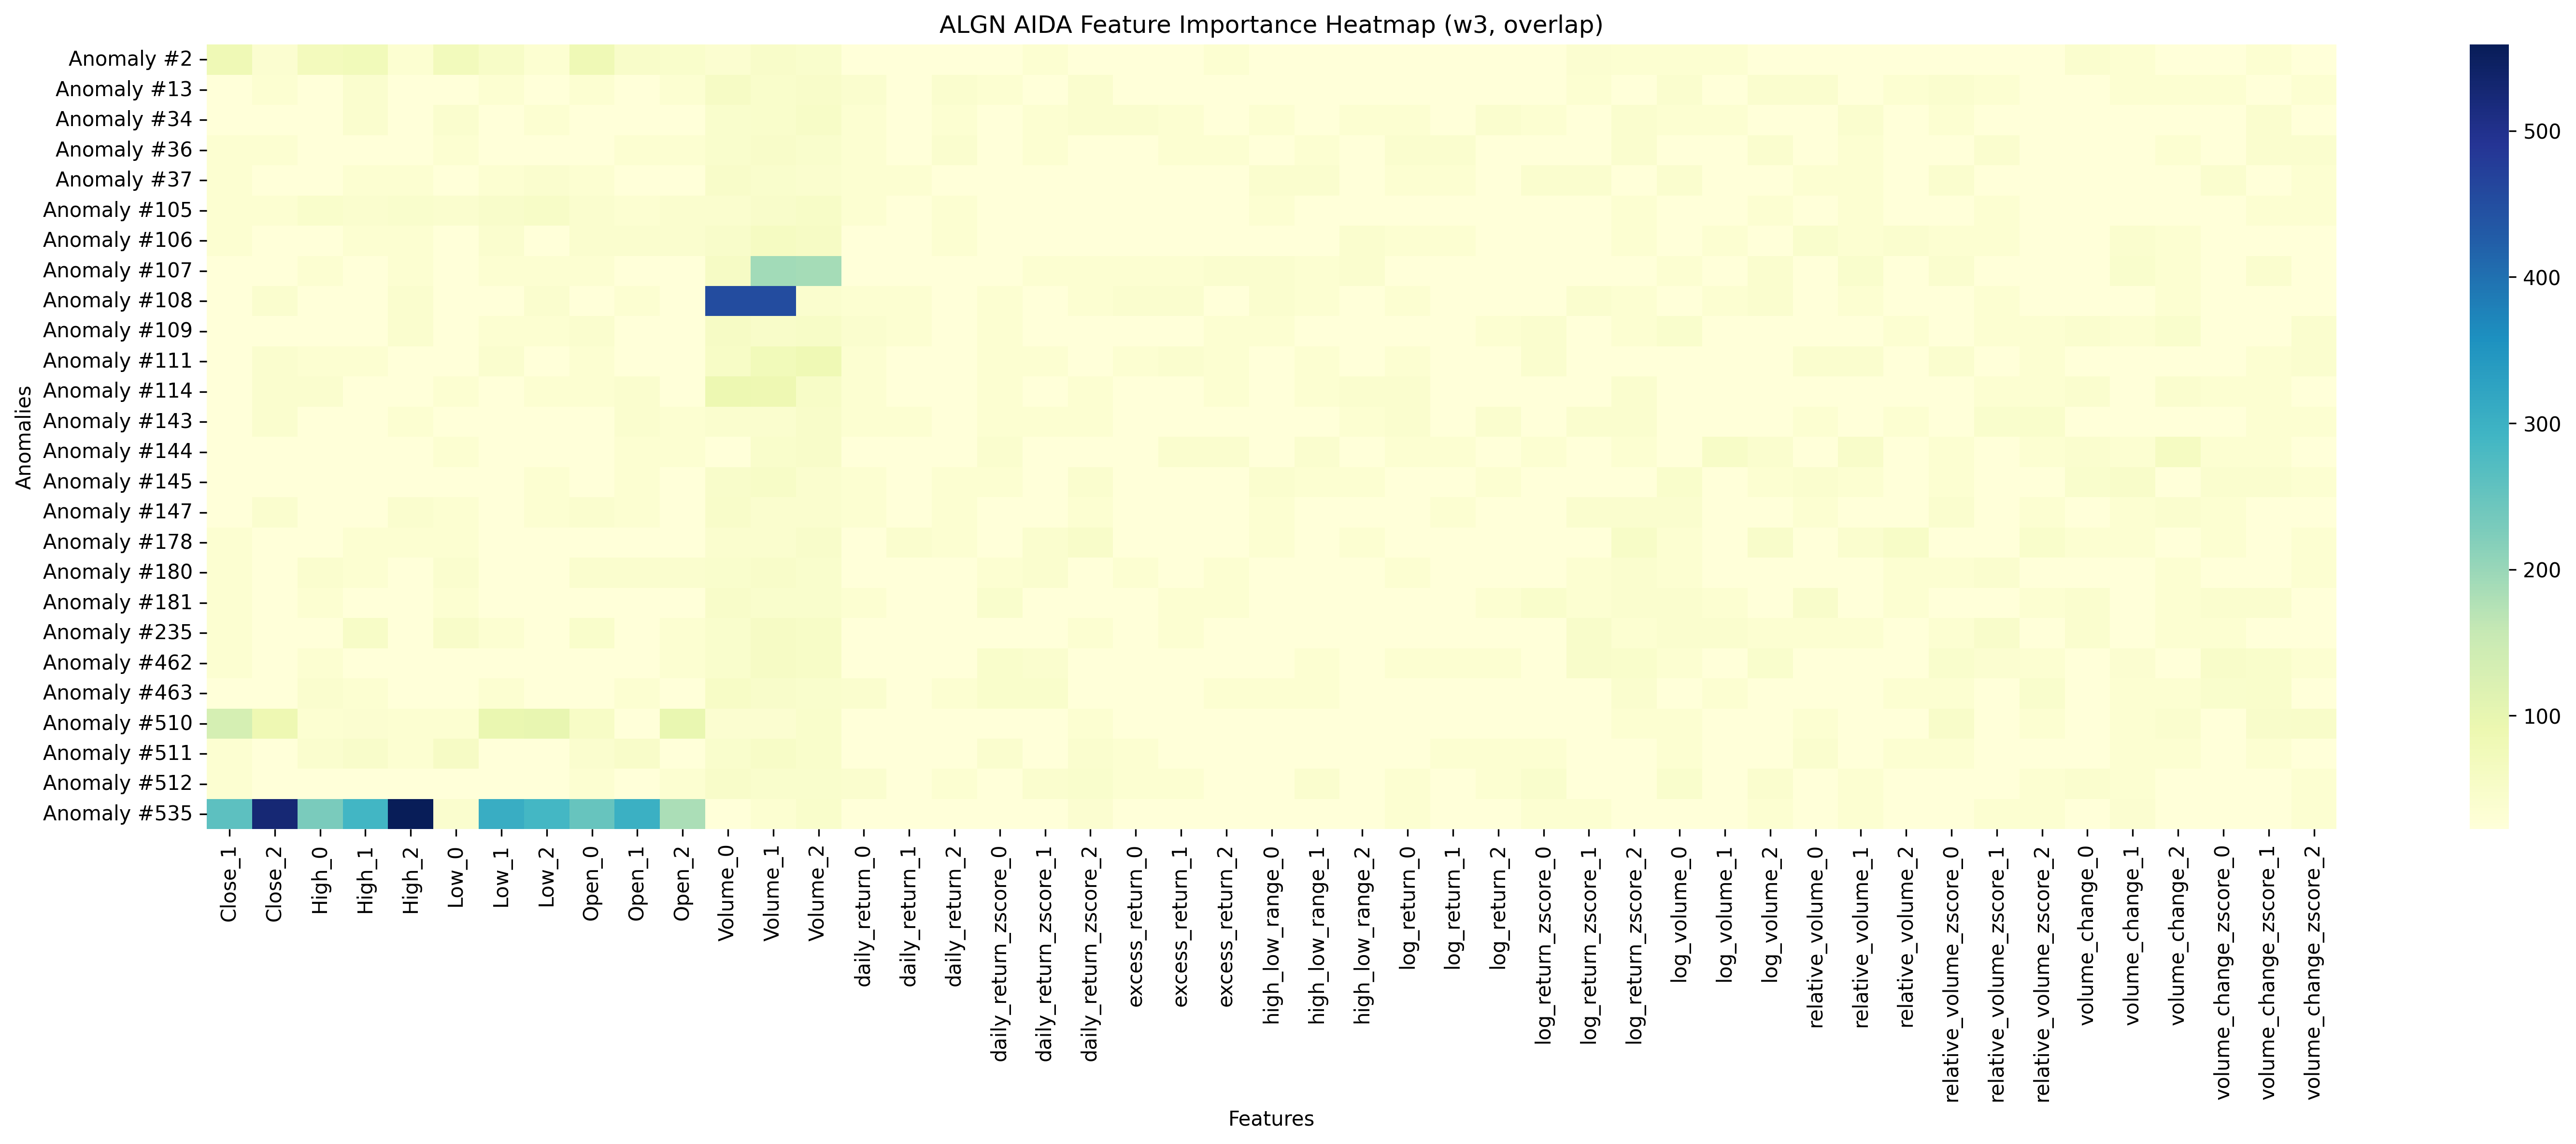 ALGN AIDA Feature Importance Heatmap (w3, overlap)
Anomalies
Anomaly #2
Anomaly #13
Anomaly #34
Anomaly #36
Anomaly #37
Anomaly #105
Anomaly #106
Anomaly #107
Anomaly #108
Anomaly #109
Anomaly #111
Anomaly #114
Anomaly #143
Anomaly #144
Anomaly #145
Anomaly #147
Anomaly #178
Anomaly #180
Anomaly #181
Anomaly #235
Anomaly #462
Anomaly #463
Anomaly #510
Anomaly #511
Anomaly #512
Anomaly #535
Close_1
Close_2
High_0
High_1
High_2
Low_0
Low_1
Low_2
Open_0
Open_1
Open_2
Volume_0
Volume_1
Volume_2
daily_return_0
daily_return_1
daily_return_2
daily_return_zscore_0
daily_return_zscore_1
daily_return_zscore_2
excess_return_0
excess_return_1
excess_return_2
high_low_range_0
high_low_range_1
high_low_range_2
log_return_0
log_return_1
log_return_2
log_return_zscore_0
log_return_zscore_1
log_return_zscore_2
log_volume_0
log_volume_1
log_volume_2
relative_volume_0
relative_volume_1
relative_volume_2
relative_volume_zscore_0
relative_volume_zscore_1
relative_volume_zscore_2
volume_change_0
volume_change_1
volume_change_2
volume_change_zscore_0
volume_change_zscore_1
volume_change_zscore_2
Features
500
400
300
200
100